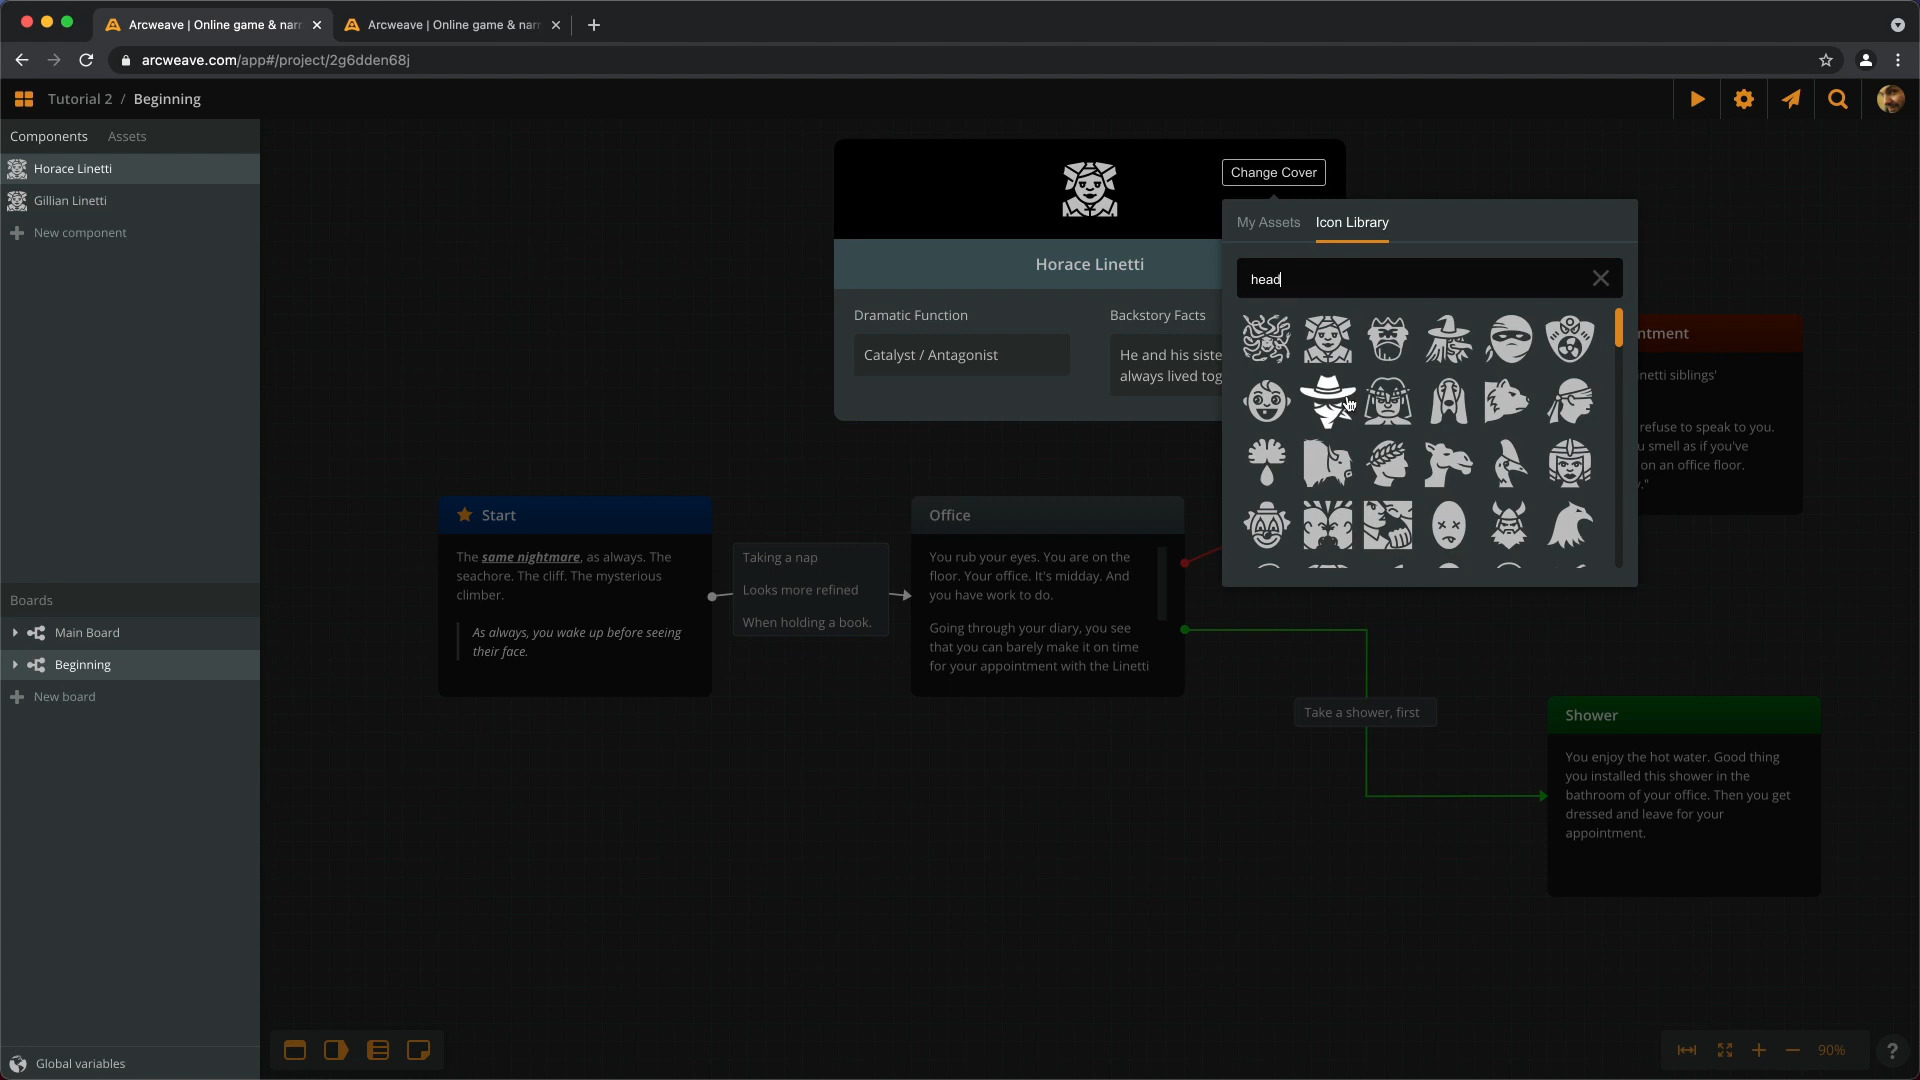 Arcweave | Online game & narr
Arcweave | Online game & narr
arcweave.com/app#/project/2g6dden68j
Tutorial 2 / Beginning
Components Assets
Horace Linetti
Gillian Linetti
New component
Boards
Main Board
Beginning
New board
Global variables
Change Cover
Horace Linetti
Dramatic Function
Catalyst / Antagonist
Backstory Facts
He and his siste
always lived tog
My Assets Icon Library
head
ntment
netti siblings'
refuse to speak to you.
u smell as if you've
on an office floor.
Start
The same nightmare, as always. The
seachore. The cliff. The mysterious
climber.
As always, you wake up before seeing
their face.
Taking a nap
Looks more refined
When holding a book.
Office
You rub your eyes. You are on the
floor. Your office. It's midday. And
you have work to do.
Going through your diary, you see
that you can barely make it on time
for your appointment with the Linetti
Take a shower, first
Shower
You enjoy the hot water. Good thing
you installed this shower in the
bathroom of your office. Then you get
dressed and leave for your
appointment.
90%
?